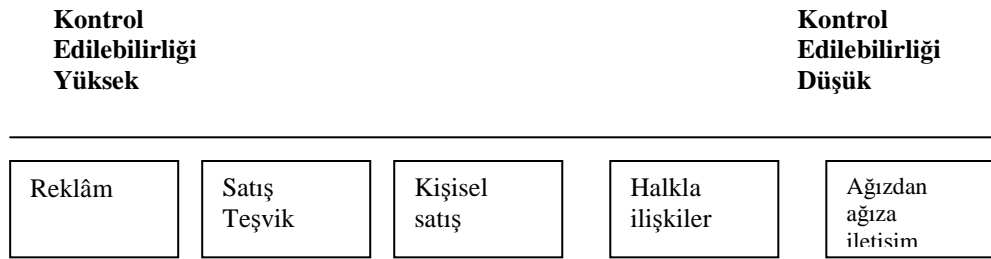 Kontrol
Edilebilirliği
Yüksek
Kontrol
Edilebilirliği
Düşük
Reklâm
Satış
Teşvik
Kişisel
satış
Halkla
ilişkiler
Ağızdan
ağıza
iletişim